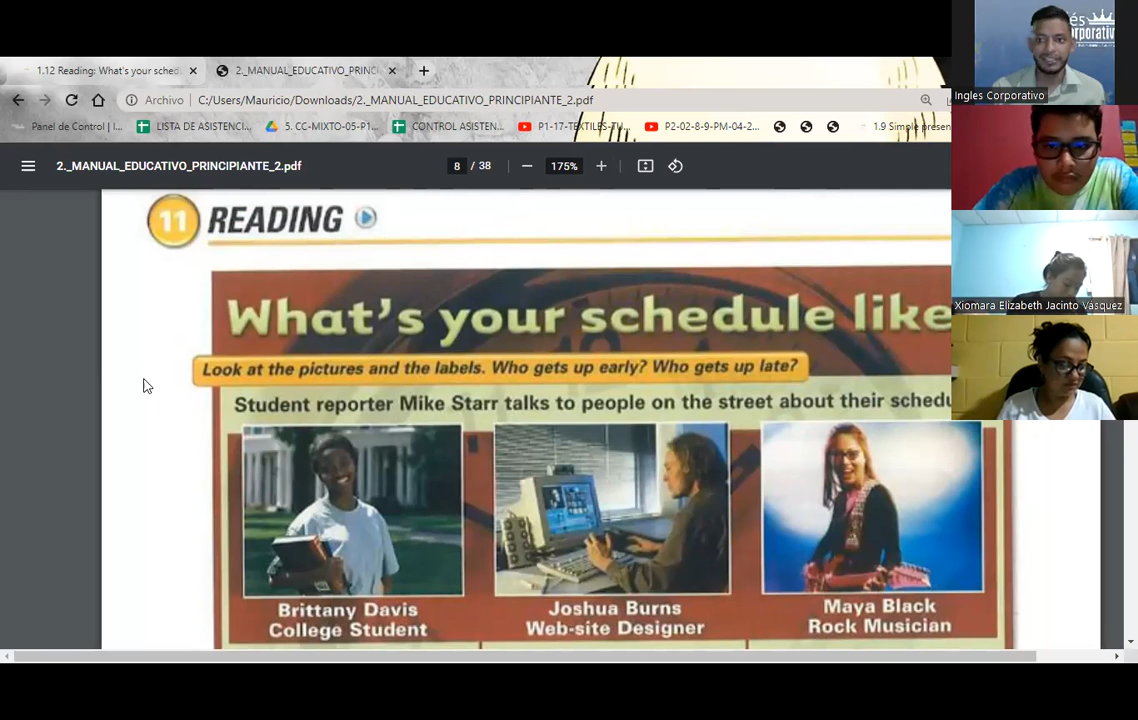 Inglés
Corporativo
Ingles Corporativo
1.12 Reading: What's your sched
2._MANUAL_EDUCATIVO_PRINCI
Archivo
C:/Users/Mauricio/Downloads/2._MANUAL_EDUCATIVO_PRINCIPIANTE_2.pdf
Panel de Control | I...
LISTA DE ASISTENCI...
5. CC-MIXTO-05-P1...
CONTROL ASISTEN...
P1-17-TEXTILES-TU...
P2-02-8-9-PM-04-2...
1.9 Simple presen
2._MANUAL_EDUCATIVO_PRINCIPIANTE_2.pdf
8 / 38
175%
11 READING
What's your schedule like
Look at the pictures and the labels. Who gets up early? Who gets up late?
Student reporter Mike Starr talks to people on the street about their schedu
Xiomara Elizabeth Jacinto Vasquez
Brittany Davis
College Student
Joshua Burns
Web-site Designer
Maya Black
Rock Musician